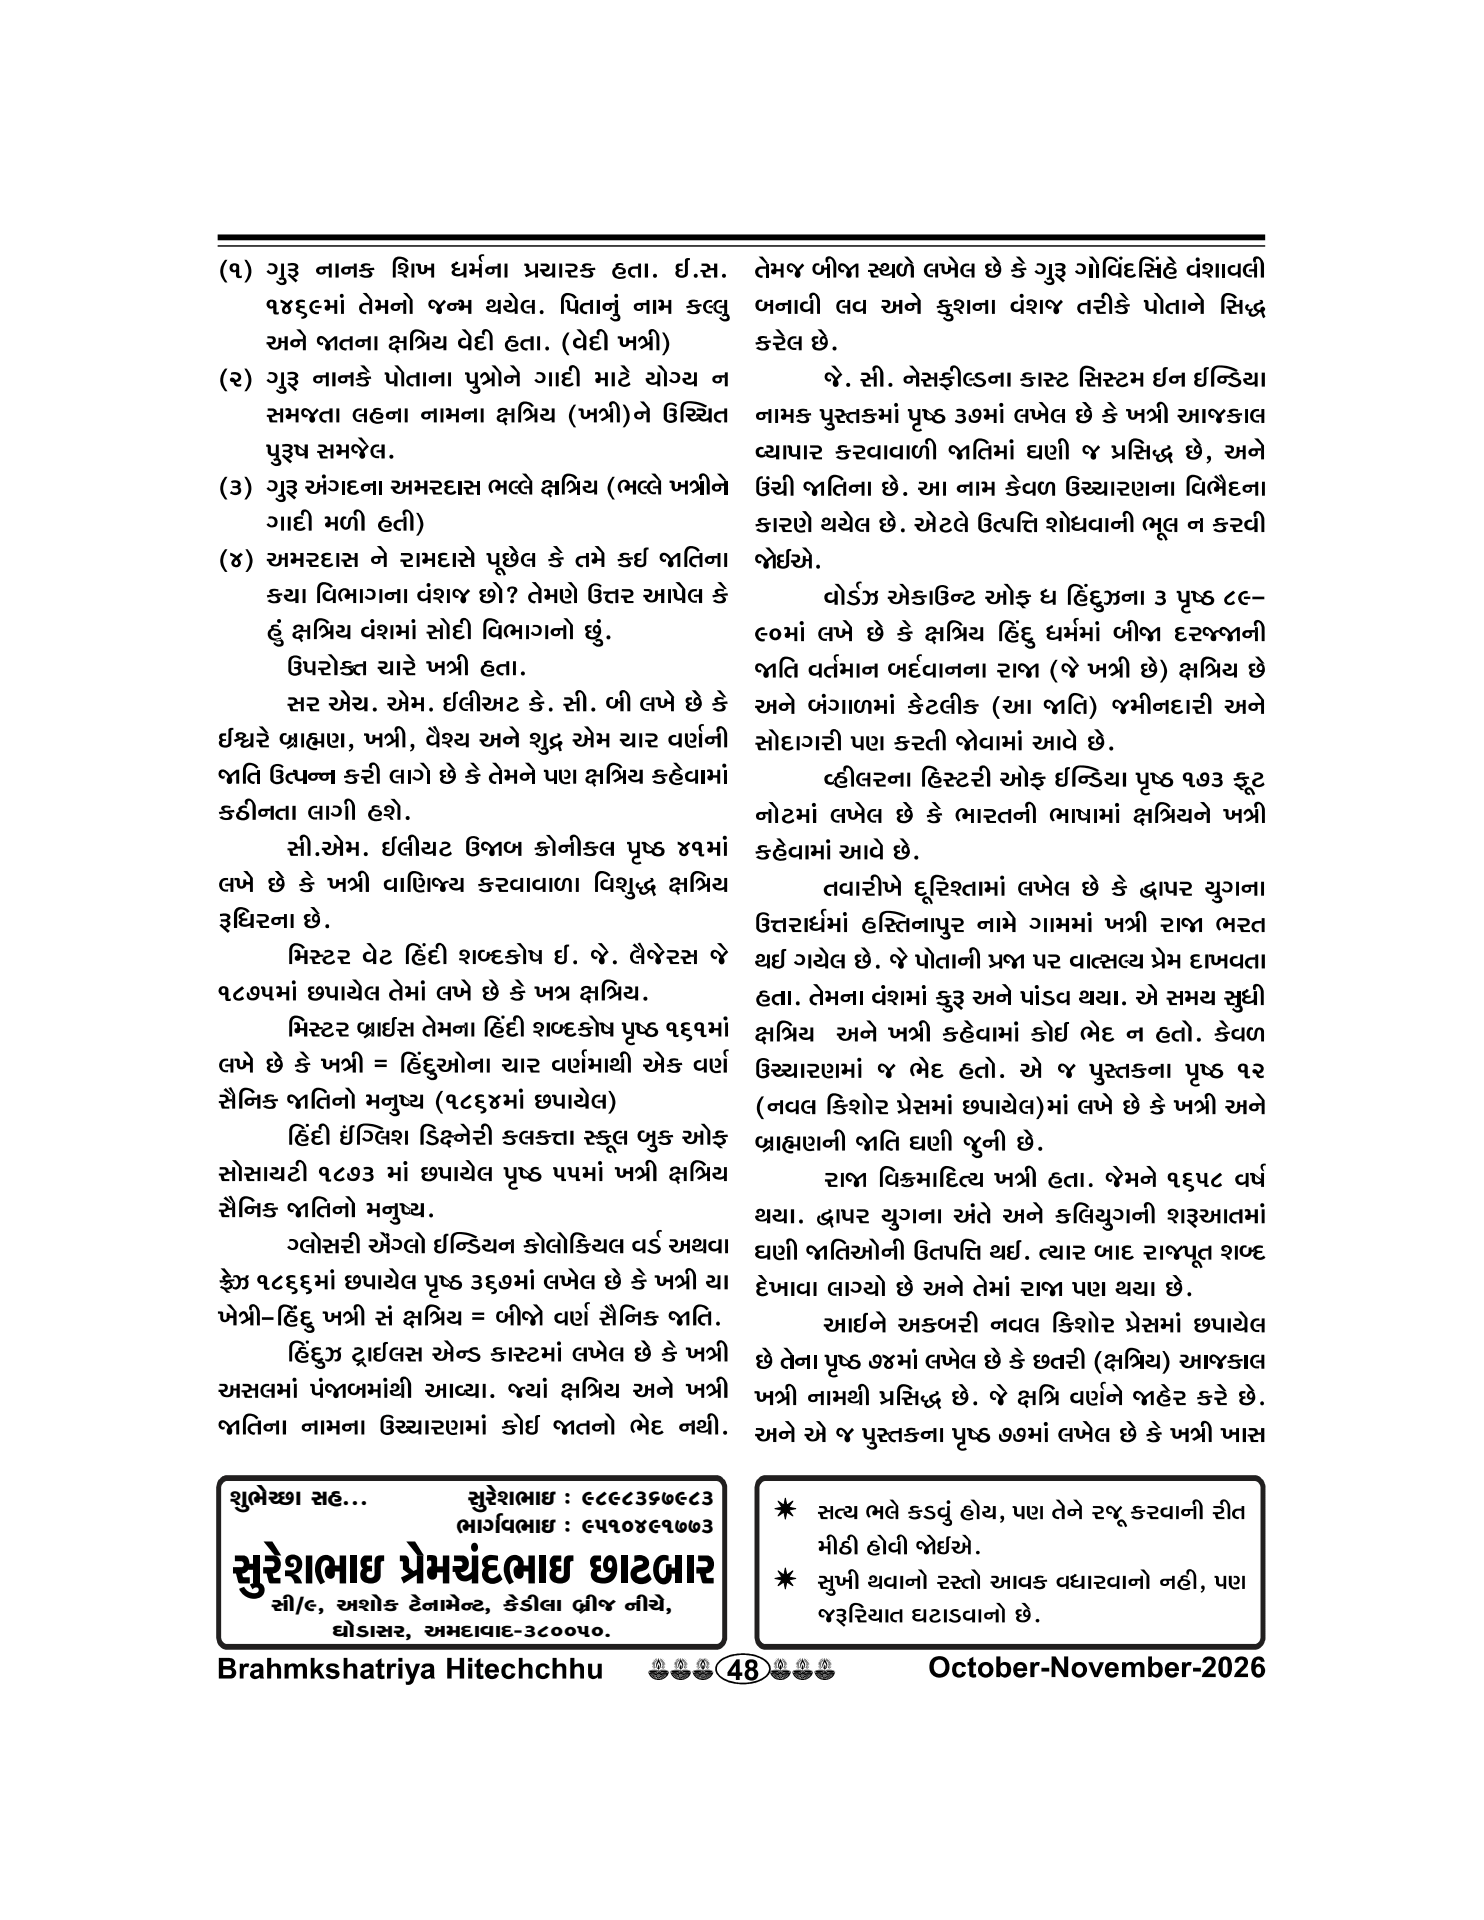 (૧) ગુરૂ નાનક શિખ ધર્મના પ્રચારક હતા. ઈ.સ.
૧૪૬૯માં તેમનો જન્મ થયેલ. પિતાનું નામ કલ્લુ
અને જાતના ક્ષત્રિય વેદી હતા. (વેદી ખત્રી)
(૨) ગુરૂ નાનકે પોતાના પુત્રોને ગાદી માટે યોગ્ય ન
સમજતા લહના નામના ક્ષત્રિય (ખત્રી)ને ઉચ્ચિત
પુરૂષ સમજેલ.
(૩) ગુરૂ અંગદના અમરદાસ ભલ્લે ક્ષત્રિય (ભલ્લે ખત્રીને
ગાદી મળી હતી)
(૪) અમરદાસ ને રામદાસે પૂછેલ કે તમે કઈ જાતિના
કયા વિભાગના વંશજ છો? તેમણે ઉત્તર આપેલ કે
હું ક્ષત્રિય વંશમાં સોદી વિભાગનો છું.
ઉપરોક્ત ચારે ખત્રી હતા.
સર એચ. એમ. ઈલીઅટ કે. સી. બી લખે છે કે
ઈશ્વરે બ્રાહ્મણ, ખત્રી, વૈશ્ય અને શુદ્ર એમ ચાર વર્ણની
જાતિ ઉત્પન્ન કરી લાગે છે કે તેમને પણ ક્ષત્રિય કહેવામાં
કઠીનતા લાગી હશે.
સી.એમ. ઈલીયટ ઉજાબ ક્રોનીકલ પૃષ્ઠ ૪૧માં
લખે છે કે ખત્રી વાણિજ્ય કરવાવાળા વિશુદ્ધ ક્ષત્રિય
રૂધિરના છે.
મિસ્ટર વેટ હિંદી શબ્દકોષ ઈ. જે. લૈજેરસ જે
૧૮૭૫માં છપાયેલ તેમાં લખે છે કે ખત્ર ક્ષત્રિય.
મિસ્ટર બ્રાઈસ તેમના હિંદી શબ્દકોષ પૃષ્ઠ ૧૬૧માં
લખે છે કે ખત્રી = હિંદુઓના ચાર વર્ણમાથી એક વર્ણ
સૈનિક જાતિનો મનુષ્ય (૧૮૬૪માં છપાયેલ)
હિંદી ઇંગ્લિશ ડિક્ષ્નેરી કલકત્તા સ્કૂલ બુક ઓફ
સોસાયટી ૧૮૭૩ માં છપાયેલ પૃષ્ઠ ૫૫માં ખત્રી ક્ષત્રિય
સૈનિક જાતિનો મનુષ્ય.
ગ્લોસરી ઍંગ્લો ઈન્ડિયન કોલોકિયલ વર્ડ અથવા
ફ્રેઝ ૧૮૬૬માં છપાયેલ પૃષ્ઠ ૩૬૭માં લખેલ છે કે ખત્રી યા
ખેત્રી–હિંદુ ખત્રી સં ક્ષત્રિય = બીજો વર્ણ સૈનિક જાતિ.
હિંદુઝ ટ્રાઈલસ એન્ડ કાસ્ટમાં લખેલ છે કે ખત્રી
અસલમાં પંજાબમાંથી આવ્યા. જ્યાં ક્ષત્રિય અને ખત્રી
જાતિના નામના ઉચ્ચારણમાં કોઈ જાતનો ભેદ નથી.
તેમજ બીજા સ્થળે લખેલ છે કે ગુરૂ ગોવિંદસિંહે વંશાવલી
બનાવી લવ અને કુશના વંશજ તરીકે પોતાને સિદ્ધ
કરેલ છે.
જે. સી. નેસફીલ્ડના કાસ્ટ સિસ્ટમ ઈન ઈન્ડિયા
નામક પુસ્તકમાં પૃષ્ઠ ૩૭માં લખેલ છે કે ખત્રી આજકાલ
વ્યાપાર કરવાવાળી જાતિમાં ઘણી જ પ્રસિદ્ધ છે, અને
ઉંચી જાતિના છે. આ નામ કેવળ ઉચ્ચારણના વિભૈદના
કારણે થયેલ છે. એટલે ઉત્પત્તિ શોધવાની ભૂલ ન કરવી
જોઈએ.
વોર્ડઝ એકાઉન્ટ ઓફ ધ હિંદુઝના ૩ પૃષ્ઠ ૮૯–
૯૦માં લખે છે કે ક્ષત્રિય હિંદુ ધર્મમાં બીજા દરજ્જાની
જાતિ વર્તમાન બર્દવાનના રાજા (જે ખત્રી છે) ક્ષત્રિય છે
અને બંગાળમાં કેટલીક (આ જાતિ) જમીનદારી અને
સોદાગરી પણ કરતી જોવામાં આવે છે.
વ્હીલરના હિસ્ટરી ઓફ ઈન્ડિયા પૃષ્ઠ ૧૭૩ ફૂટ
નોટમાં લખેલ છે કે ભારતની ભાષામાં ક્ષત્રિયને ખત્રી
કહેવામાં આવે છે.
તવારીખે દૂરિશ્તામાં લખેલ છે કે દ્વાપર યુગના
ઉત્તરાર્ધમાં હસ્તિનાપુર નામે ગામમાં ખત્રી રાજા ભરત
થઈ ગયેલ છે. જે પોતાની પ્રજા પર વાત્સલ્ય પ્રેમ દાખવતા
હતા. તેમના વંશમાં કુરૂ અને પાંડવ થયા. એ સમય સુધી
ક્ષત્રિય અને ખત્રી કહેવામાં કોઈ ભેદ ન હતો. કેવળ
ઉચ્ચારણમાં જ ભેદ હતો. એ જ પુસ્તકના પૃષ્ઠ ૧૨
(નવલ કિશોર પ્રેસમાં છપાયેલ)માં લખે છે કે ખત્રી અને
બ્રાહ્મણની જાતિ ઘણી જુની છે.
રાજા વિક્રમાદિત્ય ખત્રી હતા. જેમને ૧૬૫૮ વર્ષ
થયા. દ્વાપર યુગના અંતે અને કલિયુગની શરૂઆતમાં
ઘણી જાતિઓની ઉતપત્તિ થઈ. ત્યાર બાદ રાજપૂત શબ્દ
દેખાવા લાગ્યો છે અને તેમાં રાજા પણ થયા છે.
આઈને અકબરી નવલ કિશોર પ્રેસમાં છપાયેલ
છે તેના પૃષ્ઠ ૭૪માં લખેલ છે કે છતરી (ક્ષત્રિય) આજકાલ
ખત્રી નામથી પ્રસિદ્ધ છે. જે ક્ષત્રિ વર્ણને જાહેર કરે છે.
અને એ જ પુસ્તકના પૃષ્ઠ ૭૭માં લખેલ છે કે ખત્રી ખાસ
શુભેચ્છા સહ... સુરેશભાઇ : ૯૮૯૮૩૬૭૯૮૩
ભાર્ગવભાઇ : ૯૫૧૦૪૯૧૭૭૩
સુરેશભાઇ પ્રેમચંદભાઇ છાટબાર
સી/૯, અશોક ટેનામેન્ટ, કેડીલા બ્રીજ નીચે,
ઘોડાસર, અમદાવાદ-૩૮૦૦૫૦.
✷ સત્ય ભલે કડવું હોય, પણ તેને રજૂ કરવાની રીત
મીઠી હોવી જોઈએ.
✷ સુખી થવાનો રસ્તો આવક વધારવાનો નહી, પણ
જરૂરિયાત ઘટાડવાનો છે.
Brahmkshatriya Hitechchhu 48 October-November-2026